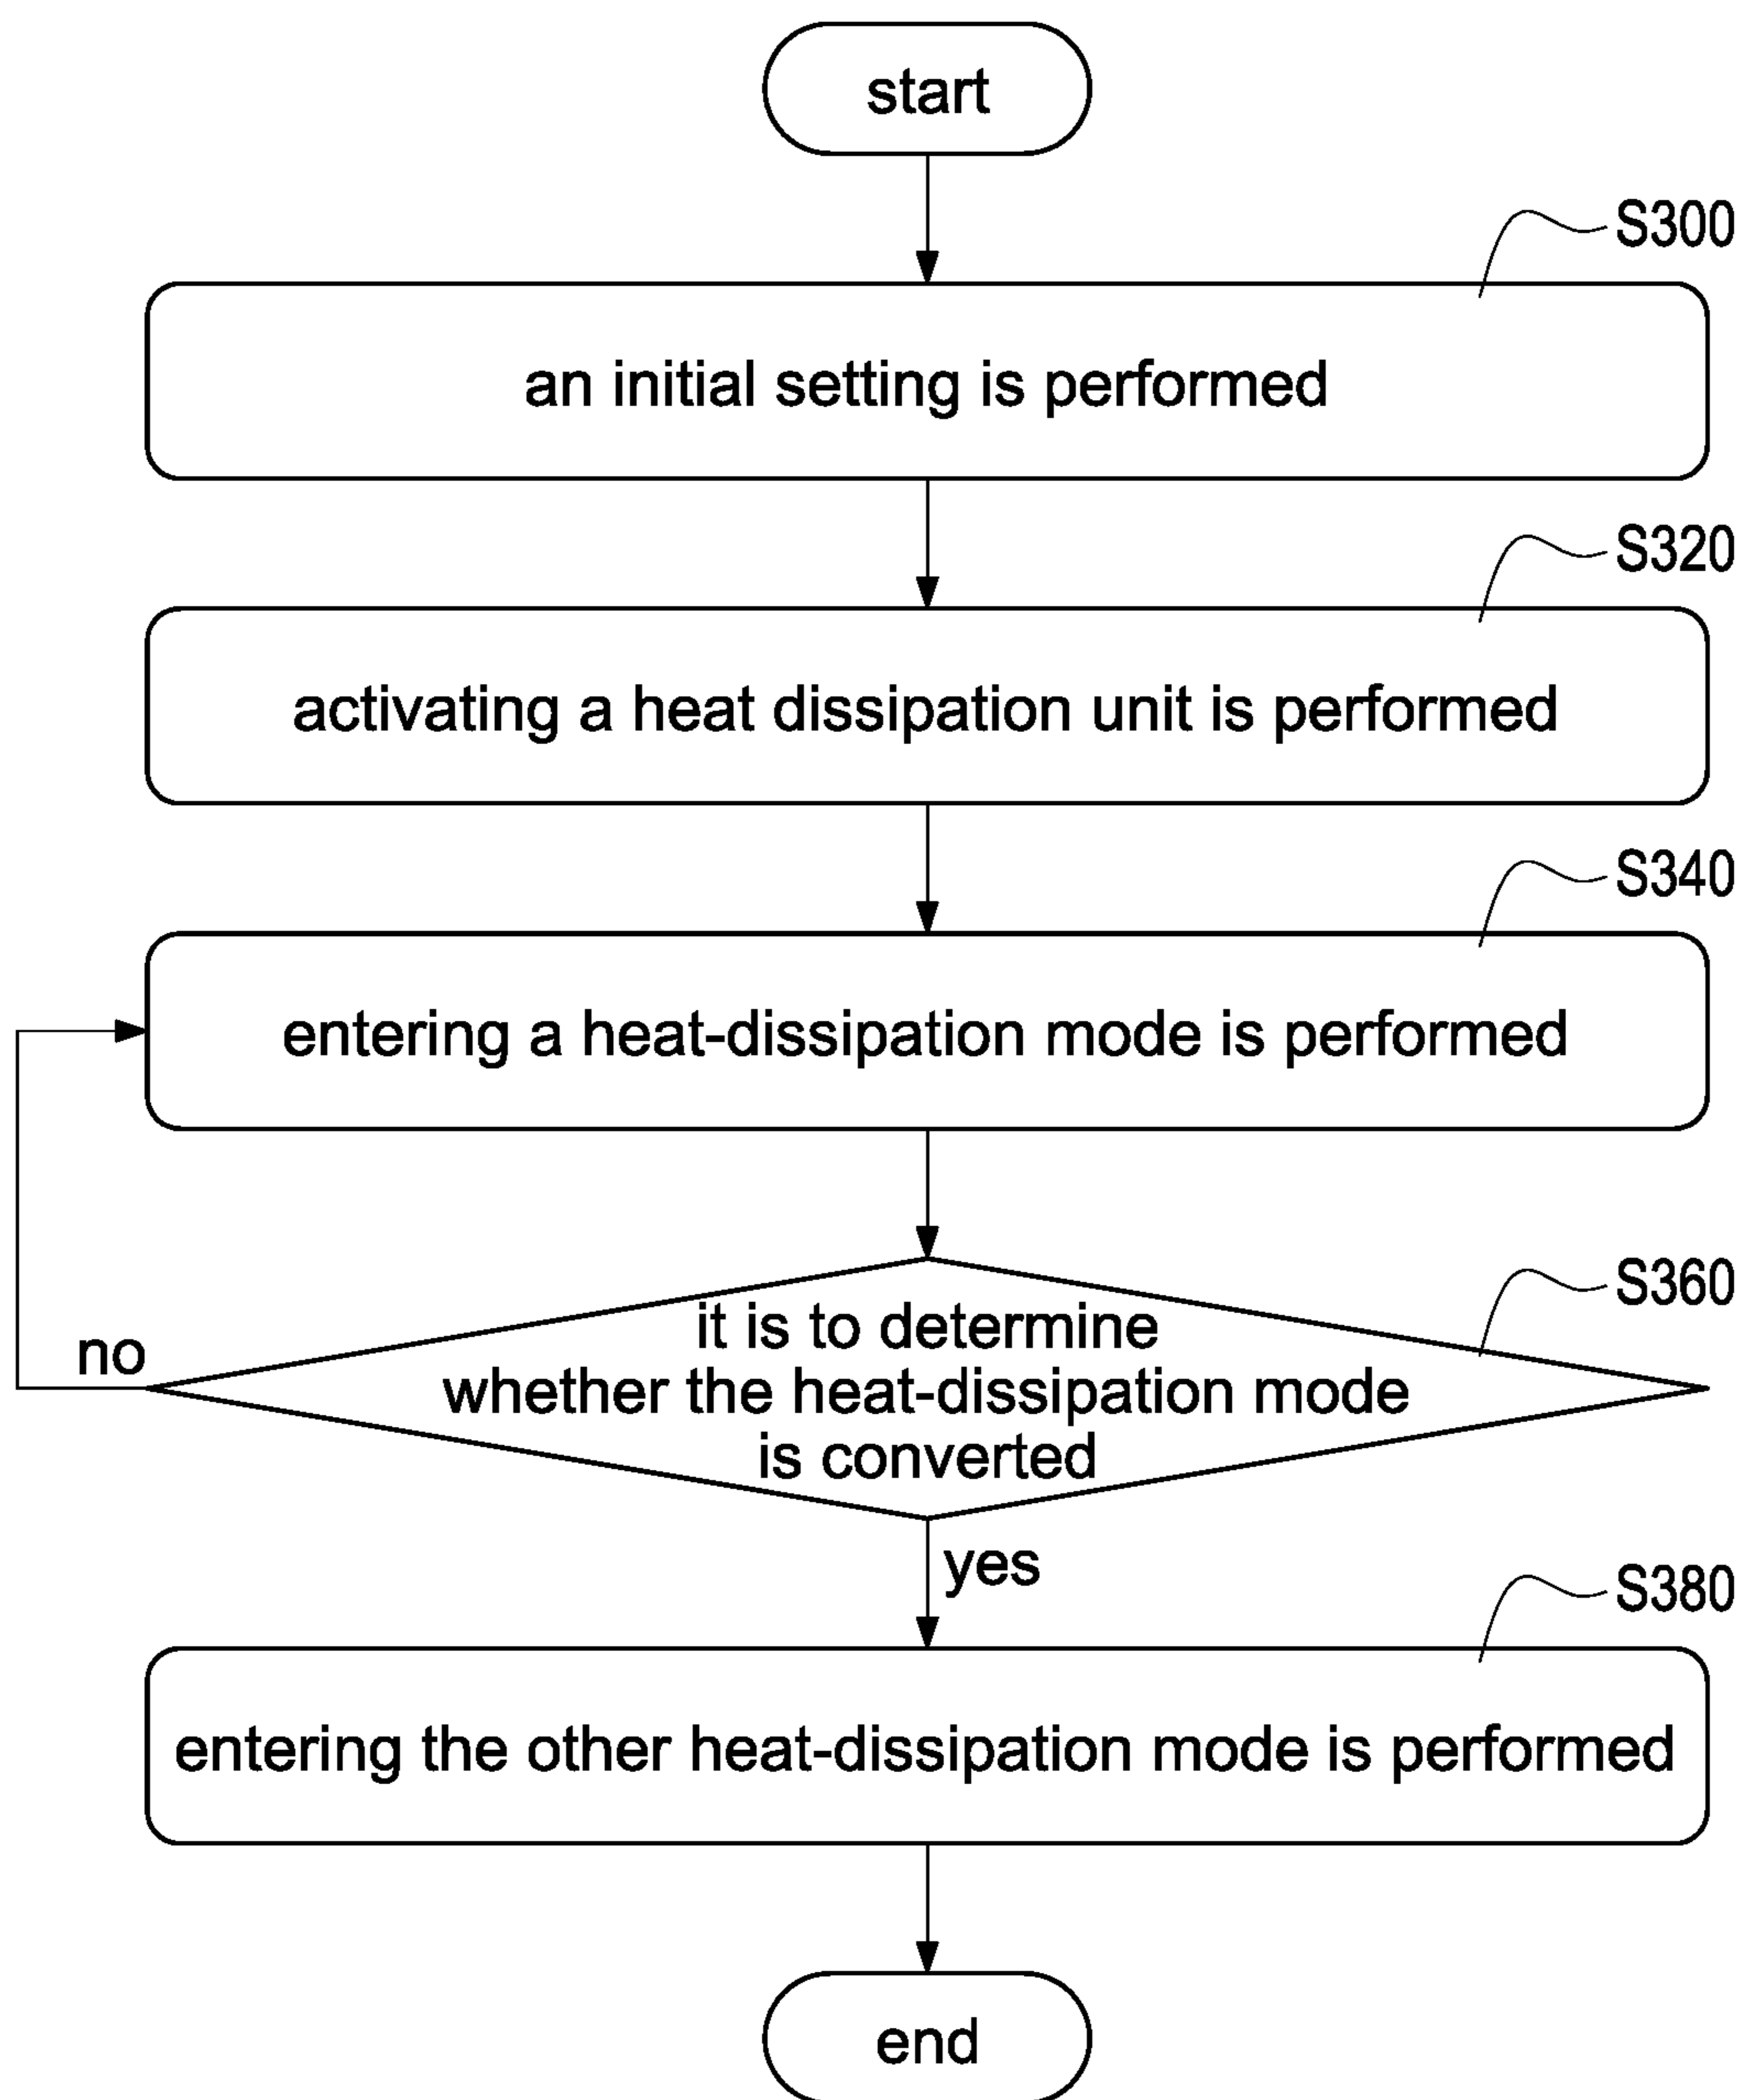 start
S300
an initial setting is performed
S320
activating a heat dissipation unit is performed
S340
entering a heat-dissipation mode is performed
S360
it is to determine
whether the heat-dissipation mode
is converted
no
yes
S380
entering the other heat-dissipation mode is performed
end